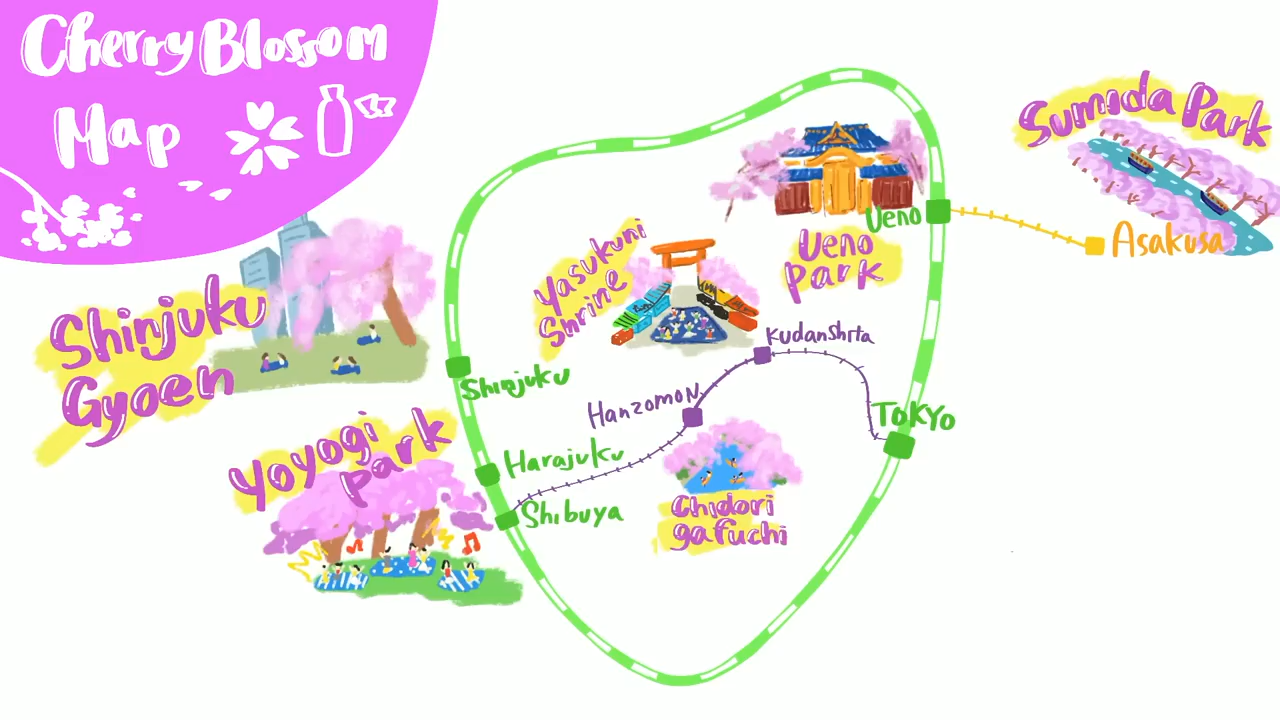 Cherry Blossom
Map
Sumida Park
Ueno
Asakusa
Ueno
Park
Yasukuni
Shrine
Shinjuku
Gyoen
Kudanshita
Shinjuku
Hanzomon
Tokyo
Yoyogi
park
Harajuku
Shibuya
Chidori
gafuchi